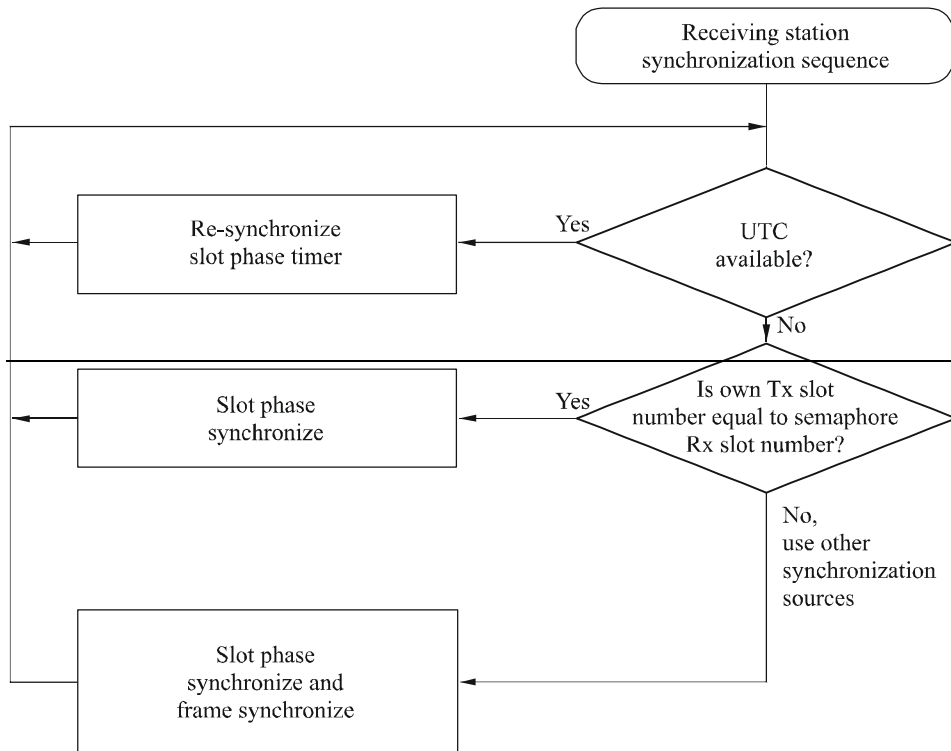 Receiving station
synchronization sequence
Yes
Re-synchronize
slot phase timer
UTC
available?
No
Slot phase
synchronize
Yes
Is own Tx slot
number equal to semaphore
Rx slot number?
No,
use other
synchronization
sources
Slot phase
synchronize and
frame synchronize